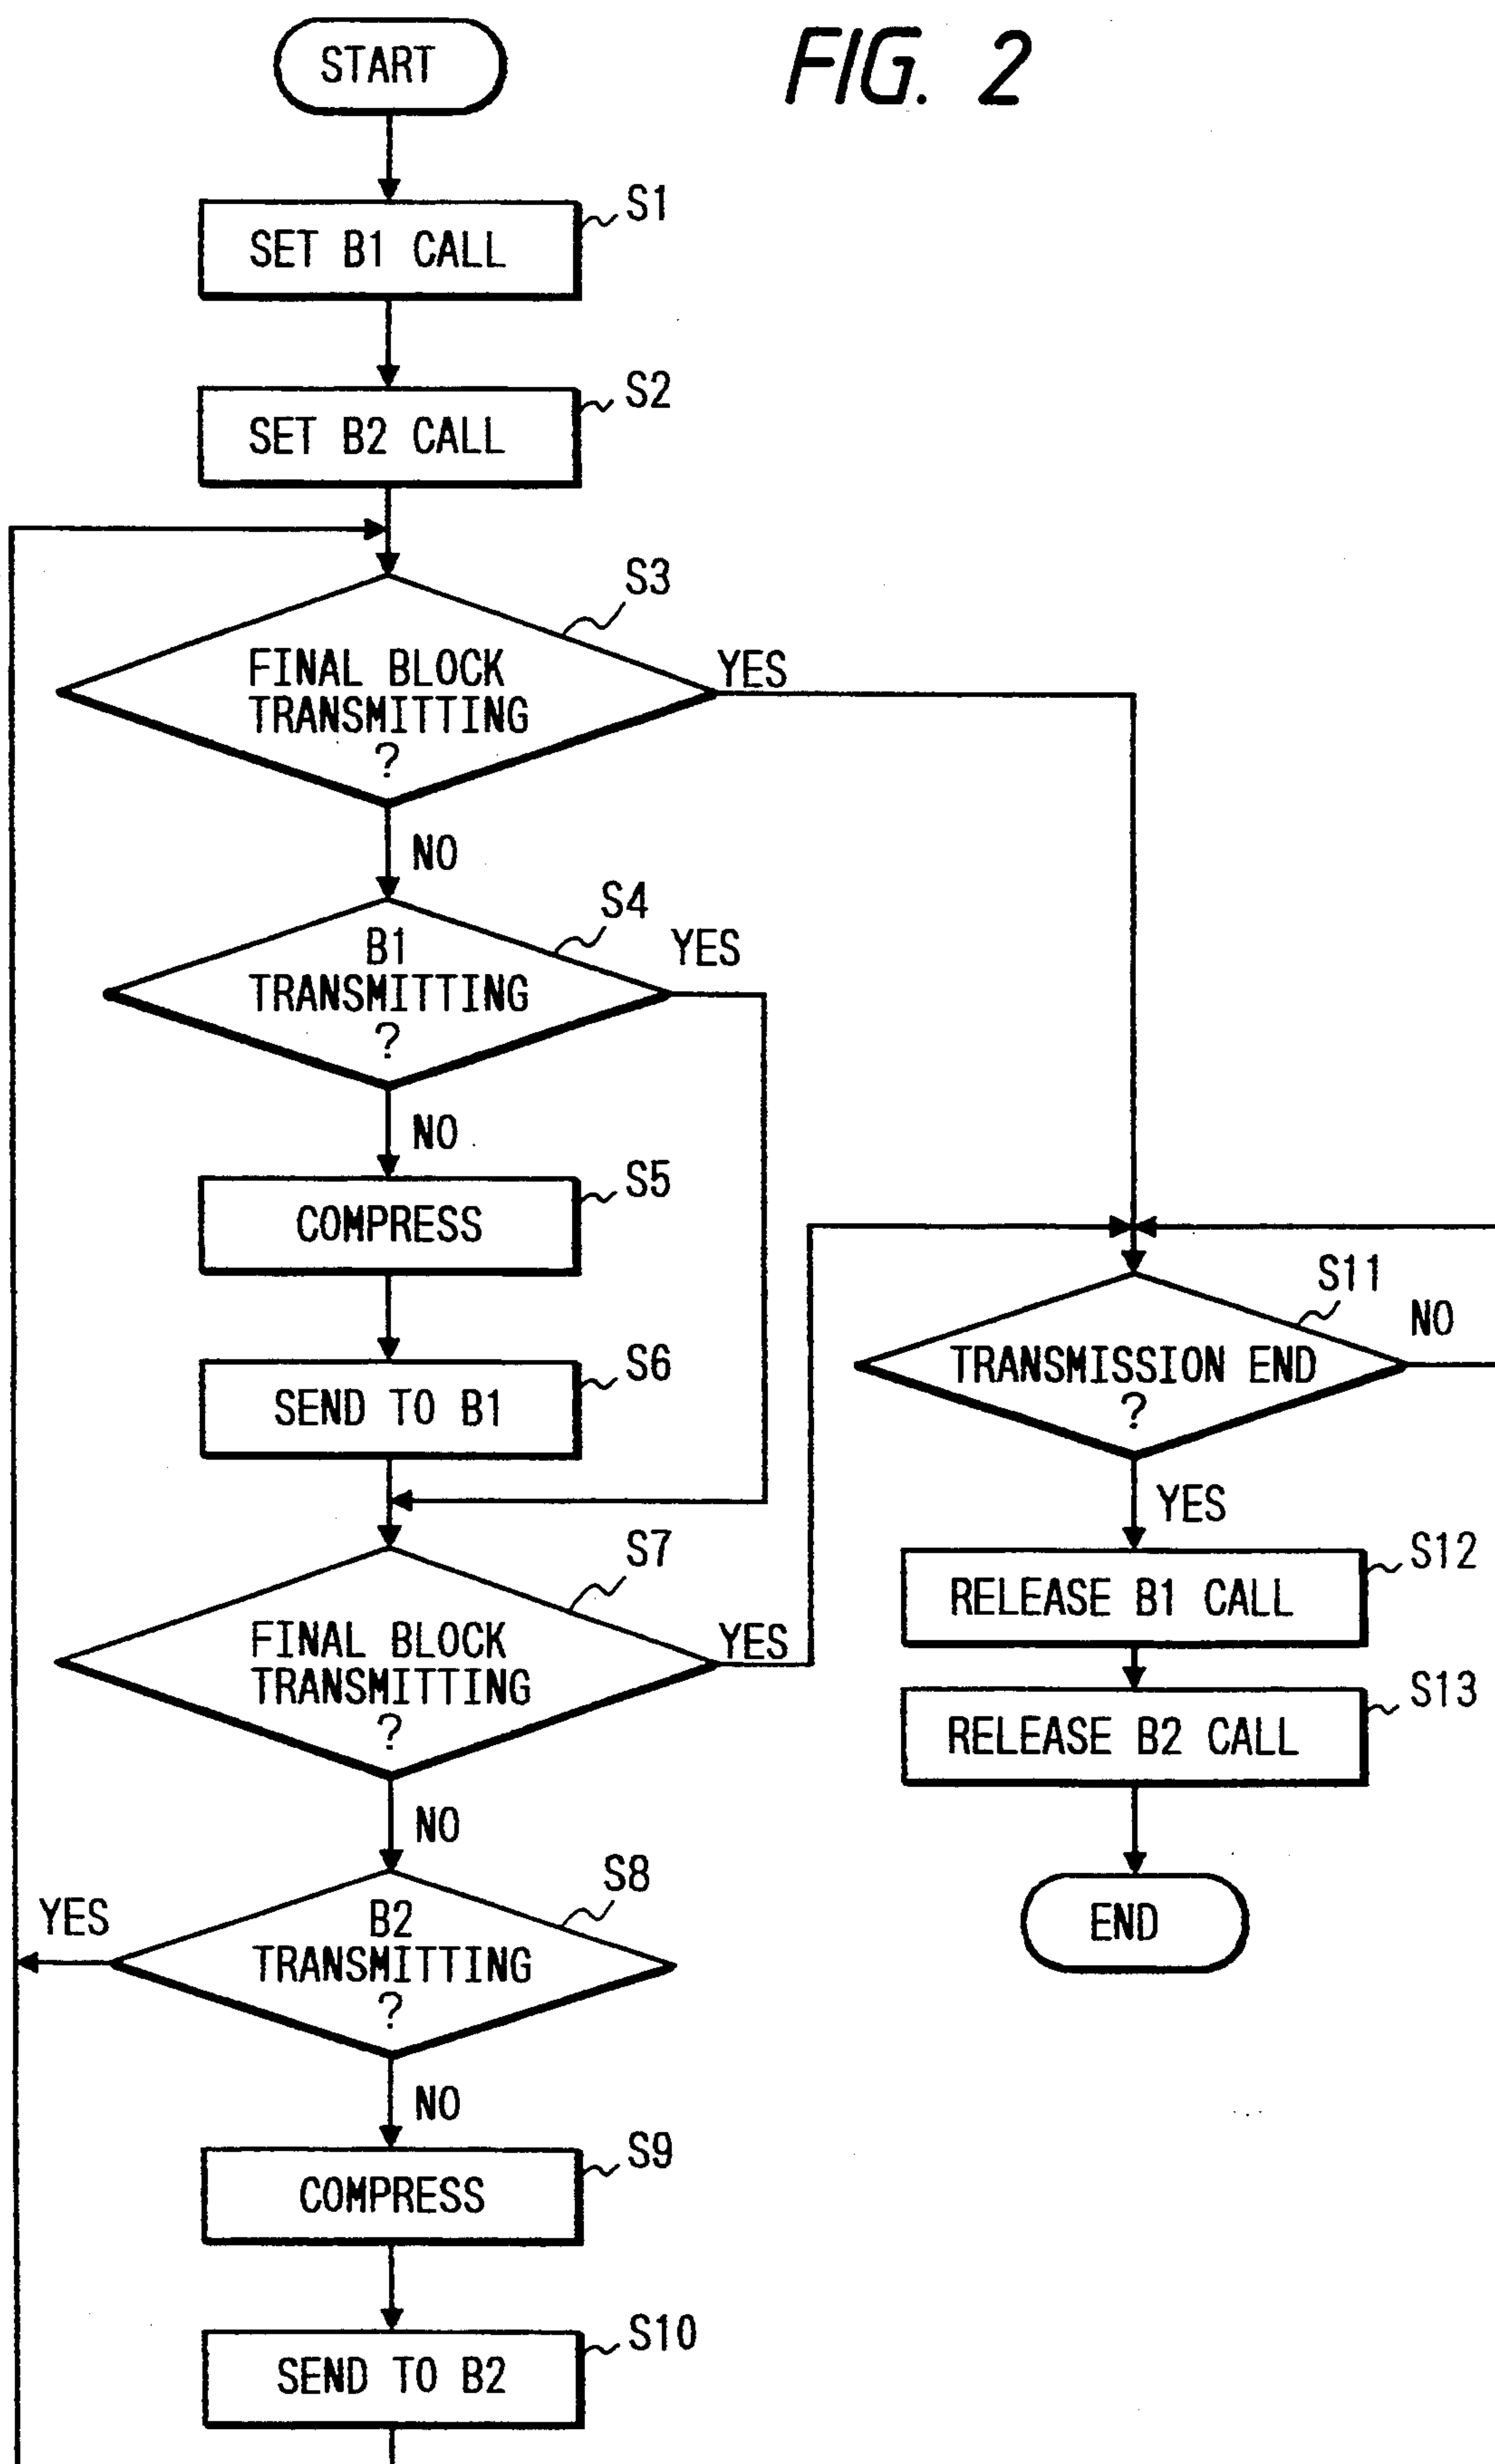 FIG. 2
START
S1
SET B1 CALL
S2
SET B2 CALL
S3
FINAL BLOCK
TRANSMITTING
?
YES
NO
S4
B1
TRANSMITTING
?
YES
NO
S5
COMPRESS
S6
SEND TO B1
S7
FINAL BLOCK
TRANSMITTING
?
YES
NO
S8
B2
TRANSMITTING
?
YES
NO
S9
COMPRESS
S10
SEND TO B2
S11
TRANSMISSION END
?
NO
YES
S12
RELEASE B1 CALL
S13
RELEASE B2 CALL
END